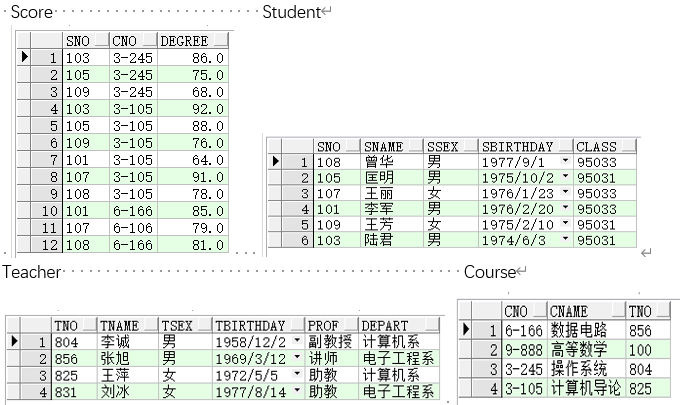 Score Student
SNO CNO DEGREE
1 103 3-245 86.0
2 105 3-245 75.0
3 109 3-245 68.0
4 103 3-105 92.0
5 105 3-105 88.0
6 109 3-105 76.0
7 101 3-105 64.0
8 107 3-105 91.0
9 108 3-105 78.0
10 101 6-166 85.0
11 107 6-106 79.0
12 108 6-166 81.0
SNO SNAME SSEX SBIRTHDAY CLASS
1 108 曾华 男 1977/9/1 95033
2 105 匡明 男 1975/10/2 95031
3 107 王丽 女 1976/1/23 95033
4 101 李军 男 1976/2/20 95033
5 109 王芳 女 1975/2/10 95031
6 103 陆君 男 1974/6/3 95031
Teacher Course
TNO TNAME TSEX TBIRTHDAY PROF DEPART
1 804 李诚 男 1958/12/2 副教授 计算机系
2 856 张旭 男 1969/3/12 讲师 电子工程系
3 825 王萍 女 1972/5/5 助教 计算机系
4 831 刘冰 女 1977/8/14 助教 电子工程系
CNO CNAME TNO
1 6-166 数据电路 856
2 9-888 高等数学 100
3 3-245 操作系统 804
4 3-105 计算机导论 825